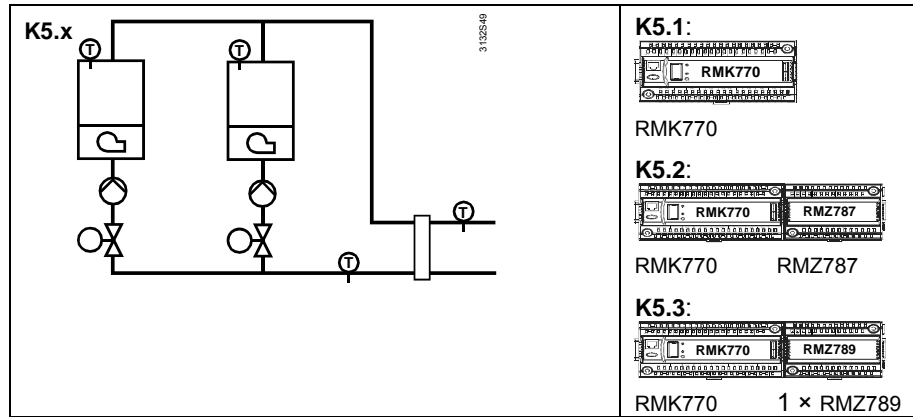 K5.x
T
T
3132S49
T
T
K5.1:
RMK770
RMK770
K5.2:
RMK770 RMZ787
RMK770 RMZ787
K5.3:
RMK770 RMZ789
RMK770 1 × RMZ789